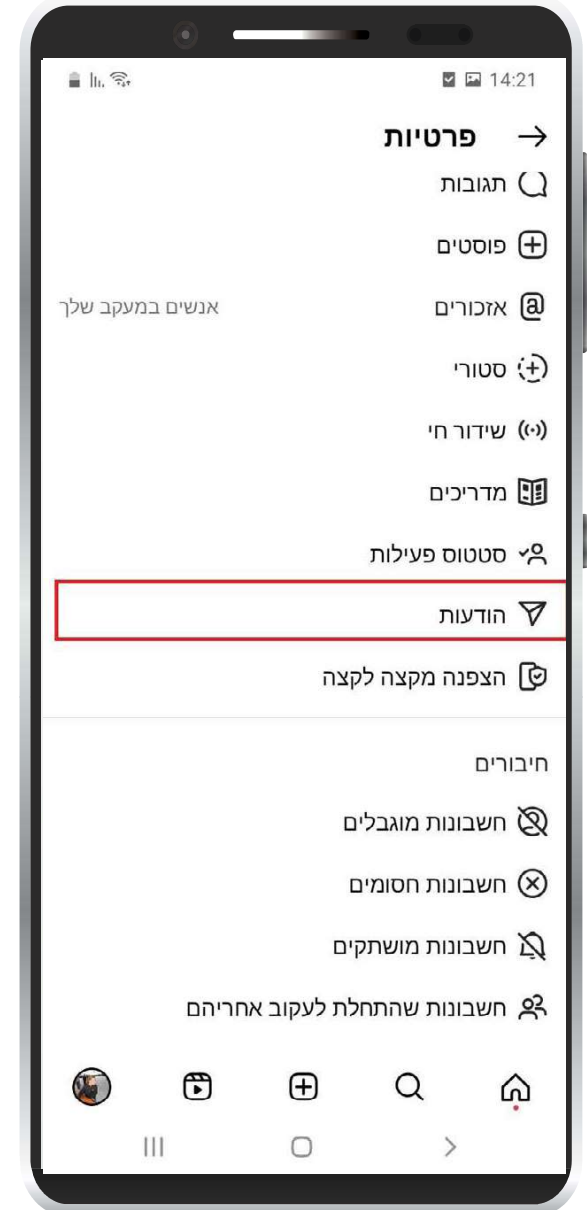 14:21
פרטיות
תגובות
פוסטים
אזכורים אנשים במעקב שלך
סטורי
שידור חי
מדריכים
סטטוס פעילות
הודעות
הצפנה מקצה לקצה
חיבורים
חשבונות מוגבלים
חשבונות חסומים
חשבונות מושתקים
חשבונות שהתחלת לעקוב אחריהם